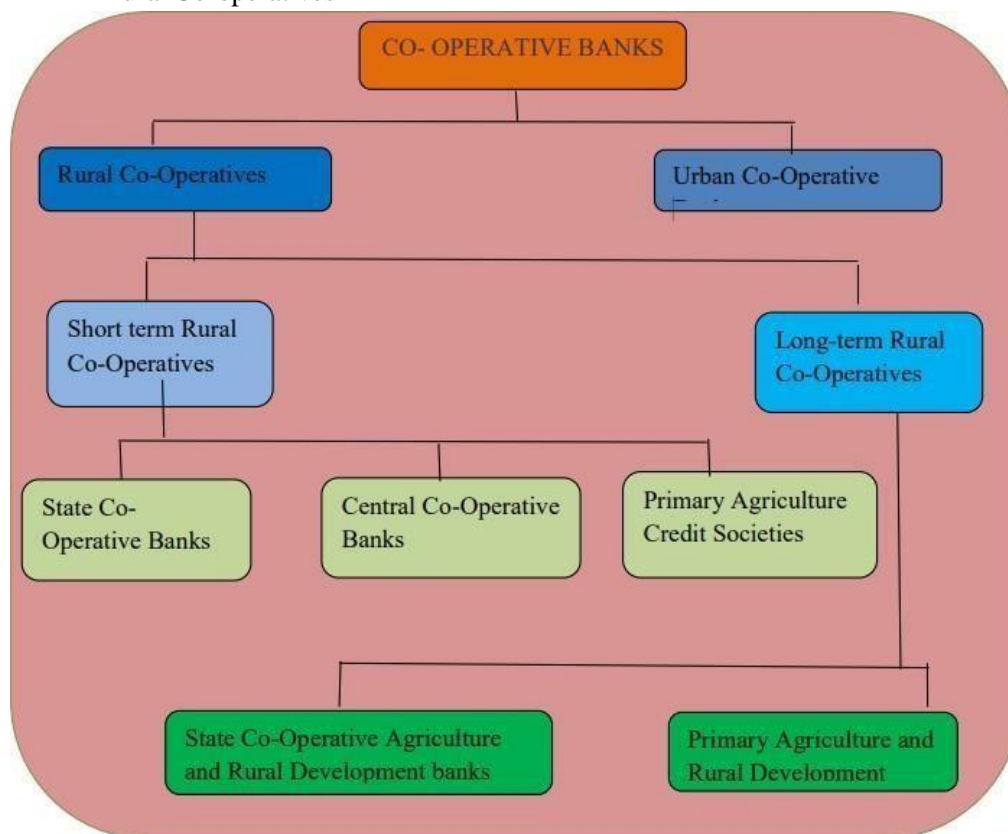 CO- OPERATIVE BANKS
Rural Co-Operatives
Urban Co-Operative
Short term Rural
Co-Operatives
Long-term Rural
Co-Operatives
State Co-
Operative Banks
Central Co-Operative
Banks
Primary Agriculture
Credit Societies
State Co-Operative Agriculture
and Rural Development banks
Primary Agriculture and
Rural Development